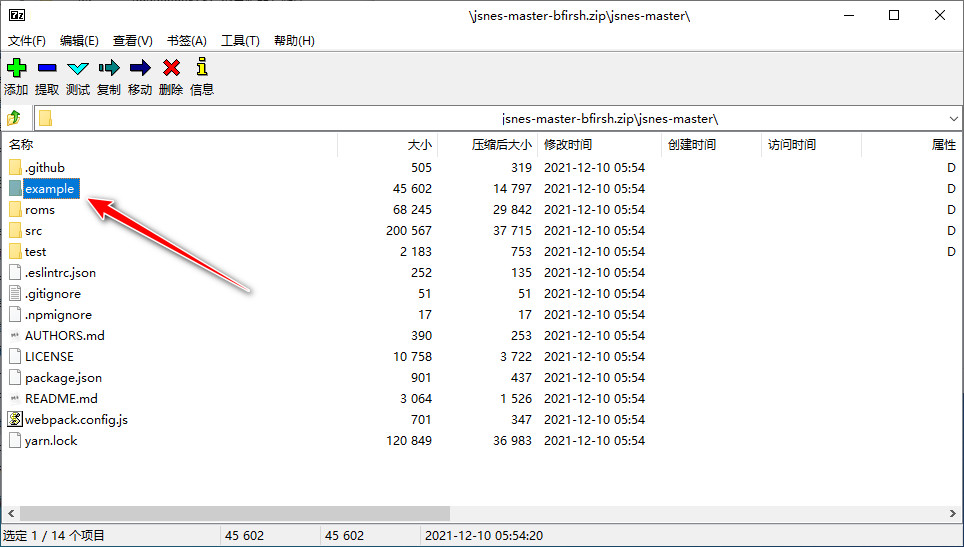 7z \jsnes-master-bfirsh.zip\jsnes-master\
文件(F) 编辑(E) 查看(V) 书签(A) 工具(T) 帮助(H)
添加 提取 测试 复制 移动 删除 信息
jsnes-master-bfirsh.zip\jsnes-master\
名称 大小 压缩后大小 修改时间 创建时间 访问时间 属性
.github 505 319 2021-12-10 05:54 D
example 45 602 14 797 2021-12-10 05:54 D
roms 68 245 29 842 2021-12-10 05:54 D
src 200 567 37 715 2021-12-10 05:54 D
test 2 183 753 2021-12-10 05:54 D
.eslintrc.json 252 135 2021-12-10 05:54
.gitignore 51 51 2021-12-10 05:54
.npmignore 17 17 2021-12-10 05:54
AUTHORS.md 390 253 2021-12-10 05:54
LICENSE 10 758 3 722 2021-12-10 05:54
package.json 901 437 2021-12-10 05:54
README.md 3 064 1 526 2021-12-10 05:54
webpack.config.js 701 347 2021-12-10 05:54
yarn.lock 120 849 36 983 2021-12-10 05:54
选定 1 / 14 个项目 45 602 45 602 2021-12-10 05:54:20